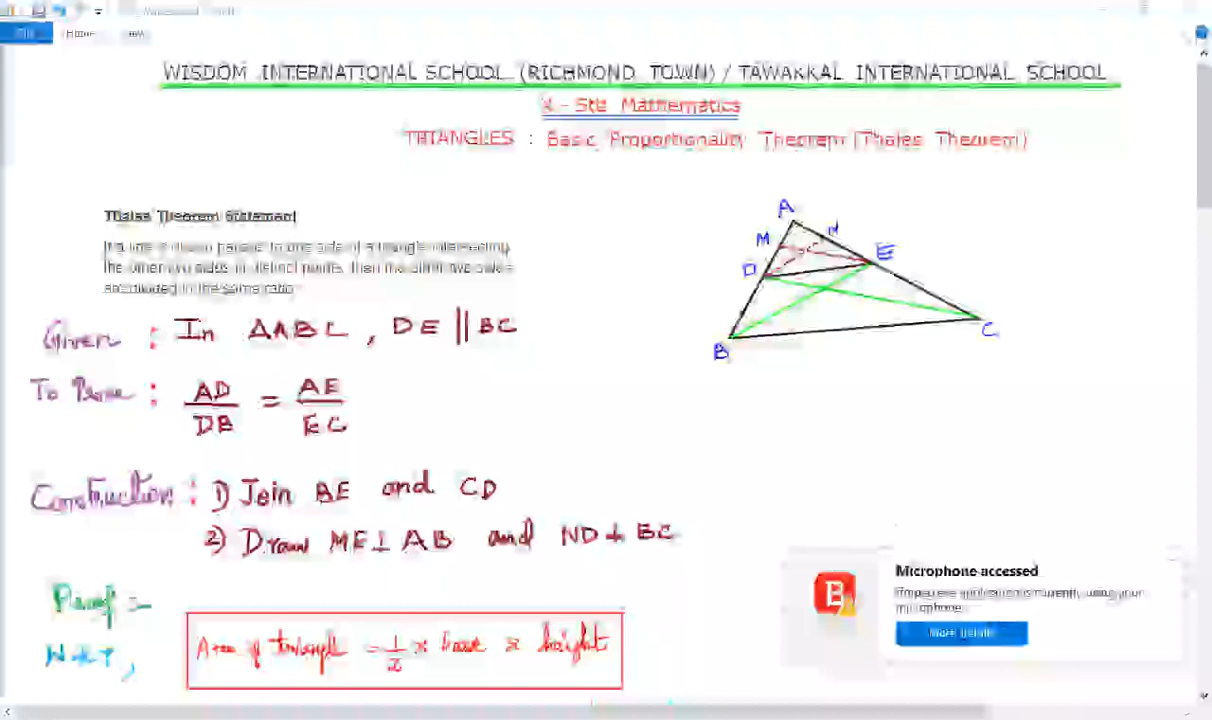 WISDOM INTERNATIONAL SCHOOL (RICHMOND TOWN) / TAWAKKAL INTERNATIONAL SCHOOL
X - Std Mathematics
TRIANGLES : Basic Proportionality Theorem (Thales Theorem)
Thales Theorem Statement
If a line is drawn parallel to one side of a triangle intersecting
the other two sides in distinct points, then the other two sides
are divided in the same ratio
A
M
N
D
E
B
C
Given : In ΔABC, DE || BC
To Prove : AD/DB = AE/EC
Construction : 1) Join BE and CD
2) Draw ME⊥AB and ND⊥BC
Proof :-
W.K.T,
Area of triangle = 1/2 × base × height
Microphone accessed
microphone.
More details